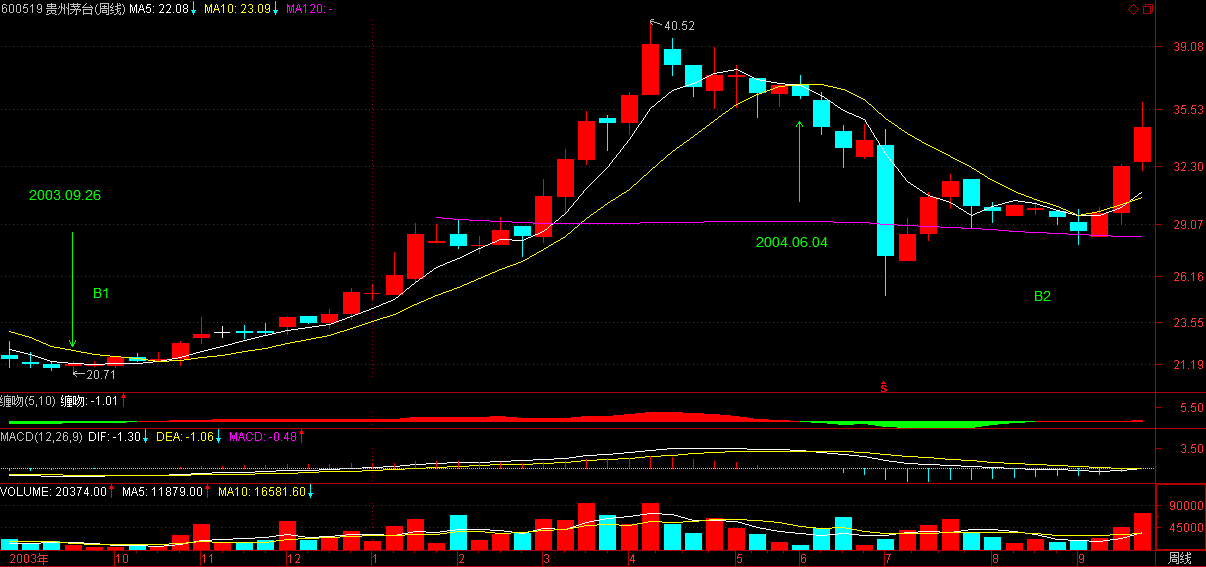 600519 贵州茅台(周线) MA5: 22.08↓ MA10: 23.09↓ MA120: -
40.52
39.08
35.53
32.30
29.07
26.16
23.55
21.19
2003.09.26
B1
2004.06.04
B2
20.71
S
缠吻(5,10) 缠吻: -1.01↑
5.50
MACD(12,26,9) DIF: -1.30↓ DEA: -1.06↓ MACD: -0.48↑
3.50
VOLUME: 20374.00↑ MA5: 11879.00↑ MA10: 16581.60↓
90000
45000
2003年 10 11 12 1 2 3 4 5 6 7 8 9 周线